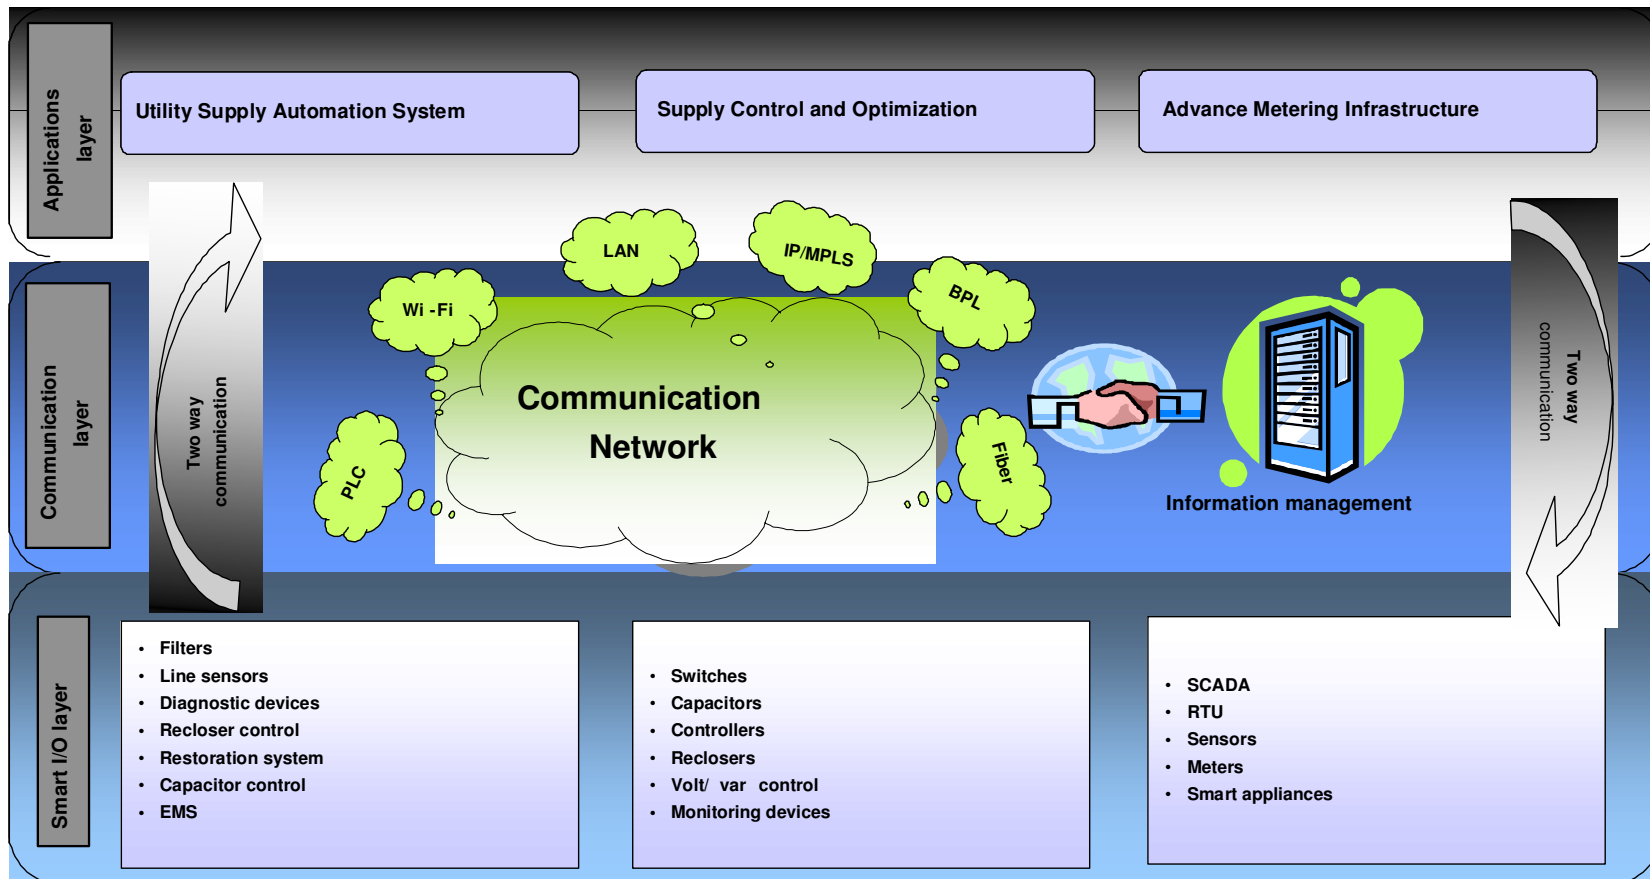 Applications
layer
Utility Supply Automation System
Supply Control and Optimization
Advance Metering Infrastructure
Two way
communication
LAN
IP/MPLS
Wi -Fi
BPL
PLC
Fiber
Communication
Network
Communication
layer
Information management
Two way
communication
Smart I/O layer
• Filters
• Line sensors
• Diagnostic devices
• Recloser control
• Restoration system
• Capacitor control
• EMS
• Switches
• Capacitors
• Controllers
• Reclosers
• Volt/ var control
• Monitoring devices
• SCADA
• RTU
• Sensors
• Meters
• Smart appliances